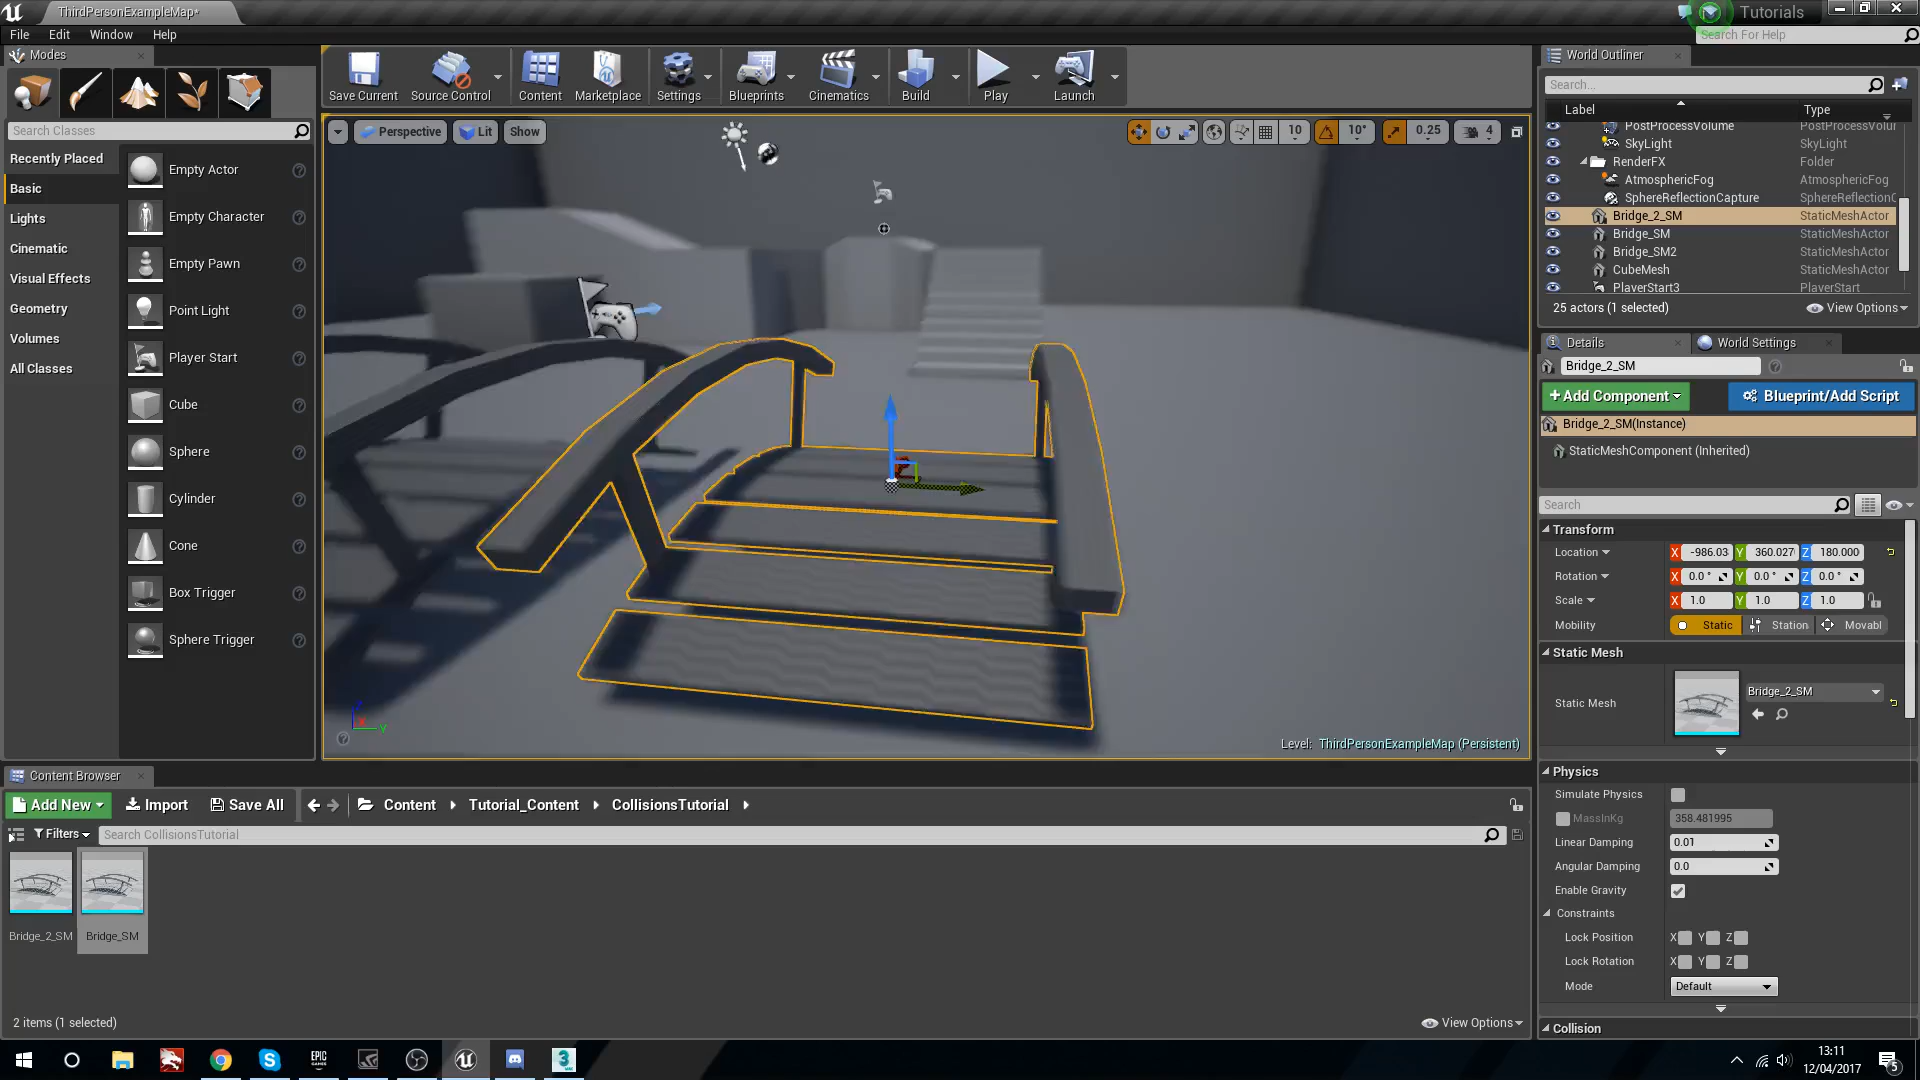 ThirdPersonExampleMap*
Tutorials
File Edit Window Help
Search For Help
Modes
Save Current
Source Control
Content
Marketplace
Settings
Blueprints
Cinematics
Build
Play
Launch
World Outliner
Search...
Label Type
PostProcessVolume PostProcessVolur
SkyLight SkyLight
RenderFX Folder
AtmosphericFog AtmosphericFog
SphereReflectionCapture SphereReflectionC
Bridge_2_SM StaticMeshActor
Bridge_SM StaticMeshActor
Bridge_SM2 StaticMeshActor
CubeMesh StaticMeshActor
PlayerStart3 PlayerStart
25 actors (1 selected)
View Options
Search Classes
Recently Placed
Basic
Lights
Cinematic
Visual Effects
Geometry
Volumes
All Classes
Empty Actor
Empty Character
Empty Pawn
Point Light
Player Start
Cube
Sphere
Cylinder
Cone
Box Trigger
Sphere Trigger
Perspective Lit Show
10 10° 0.25 4
Level: ThirdPersonExampleMap (Persistent)
Details World Settings
Bridge_2_SM
+Add Component
Blueprint/Add Script
Bridge_2_SM(Instance)
StaticMeshComponent (Inherited)
Search
Transform
Location X -986.03 Y 360.027 Z 180.000
Rotation X 0.0 ° Y 0.0 ° Z 0.0 °
Scale X 1.0 Y 1.0 Z 1.0
Mobility Static Station Movabl
Static Mesh
Static Mesh Bridge_2_SM
Physics
Simulate Physics
MassInKg 358.481995
Linear Damping 0.01
Angular Damping 0.0
Enable Gravity
Constraints
Lock Position X Y Z
Lock Rotation X Y Z
Mode Default
Collision
Content Browser
Add New Import Save All Content Tutorial_Content CollisionsTutorial
Filters Search CollisionsTutorial
Bridge_2_SM Bridge_SM
2 items (1 selected)
View Options
EPIC
GAMES
3
13:11
12/04/2017
5